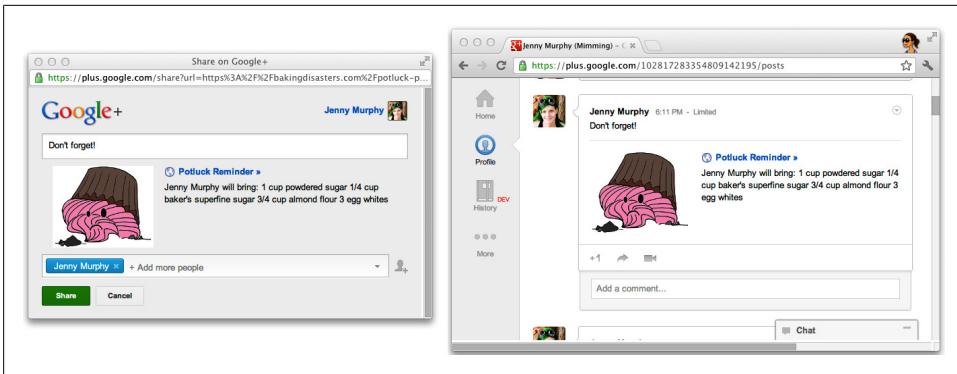 Share on Google+
https://plus.google.com/share?url=https%3A%2F%2Fbakingdisasters.com%2Fpotluck-p...
Google+
Jenny Murphy
Don't forget!
Potluck Reminder »
Jenny Murphy will bring: 1 cup powdered sugar 1/4 cup
baker's superfine sugar 3/4 cup almond flour 3 egg whites
Jenny Murphy × + Add more people
Share Cancel
Jenny Murphy (Mimming) – 
https://plus.google.com/102817283354809142195/posts
Home
Profile
History DEV
More
Jenny Murphy 6:11 PM - Limited
Don't forget!
Potluck Reminder »
Jenny Murphy will bring: 1 cup powdered sugar 1/4
cup baker's superfine sugar 3/4 cup almond flour 3
egg whites
+1
Add a comment...
Chat